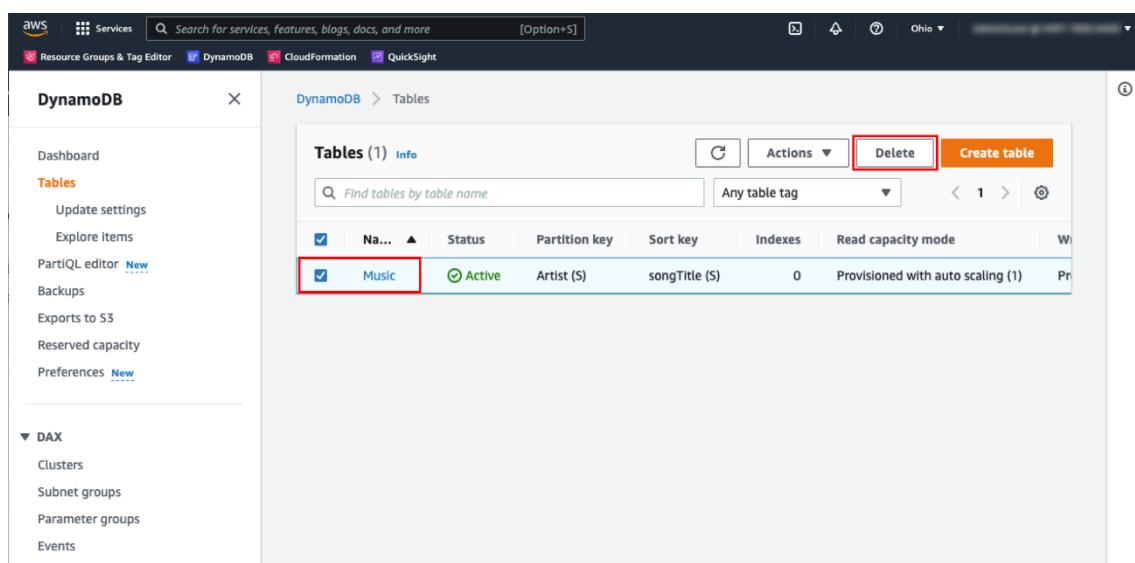 aws Services Search for services, features, blogs, docs, and more [Option+S] Ohio
Resource Groups & Tag Editor DynamoDB CloudFormation QuickSight
DynamoDB
Dashboard
Tables
Update settings
Explore items
PartiQL editor New
Backups
Exports to S3
Reserved capacity
Preferences New
DAX
Clusters
Subnet groups
Parameter groups
Events
DynamoDB > Tables
Tables (1) Info Actions Delete Create table
Find tables by table name Any table tag < 1 >
Na... Status Partition key Sort key Indexes Read capacity mode W
Music Active Artist (S) songTitle (S) 0 Provisioned with auto scaling (1) Pr